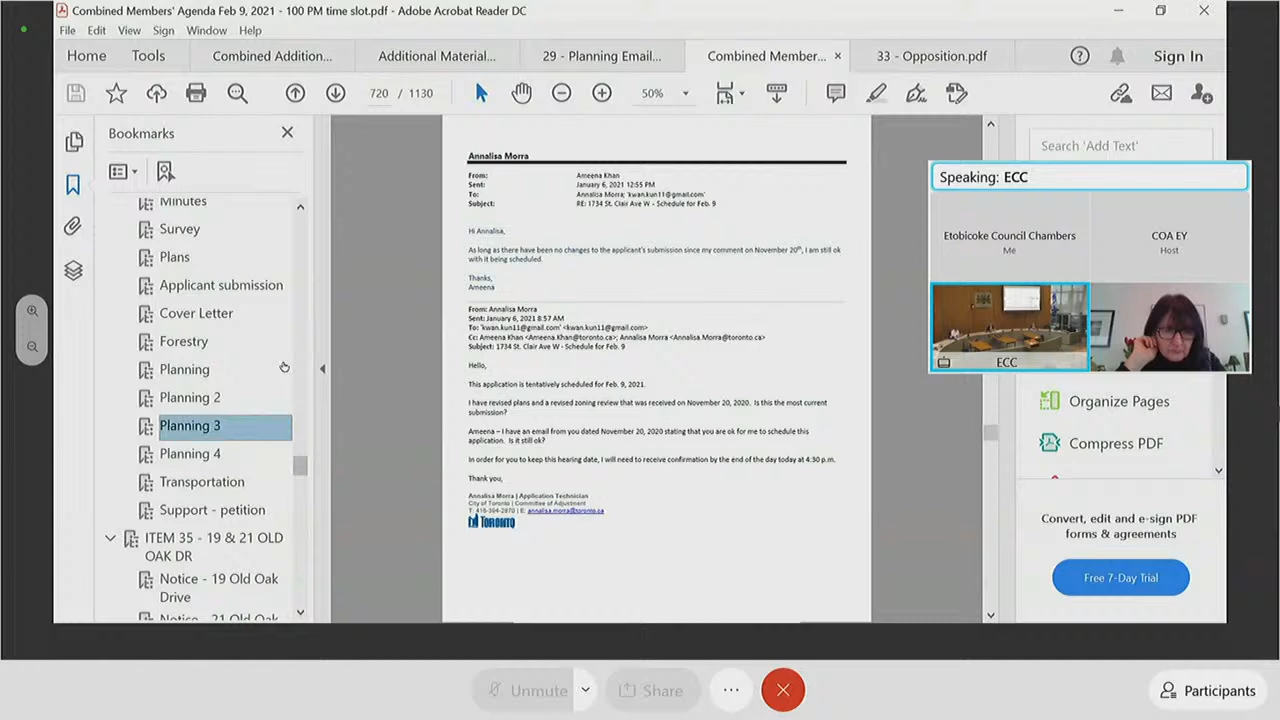 Combined Members' Agenda Feb 9, 2021 - 100 PM time slot.pdf - Adobe Acrobat Reader DC
File Edit View Sign Window Help
Home Tools Combined Addition... Additional Material... 29 - Planning Email... Combined Member... × 33 - Opposition.pdf Sign In
720 / 1130 50%
Bookmarks
Minutes
Survey
Plans
Applicant submission
Cover Letter
Forestry
Planning
Planning 2
Planning 3
Planning 4
Transportation
Support - petition
ITEM 35 - 19 & 21 OLD
OAK DR
Notice - 19 Old Oak
Drive
Notice - 21 Old Oak
Annalisa Morra
From: Ameena Khan
Sent: January 6, 2021 12:55 PM
To: Annalisa Morra; 'kwan.kun11@gmail.com'
Subject: RE: 1734 St. Clair Ave W - Schedule for Feb. 9
Hi Annalisa,
As long as there have been no changes to the applicant's submission since my comment on November 20th, I am still ok
with it being scheduled.
Thanks,
Ameena
From: Annalisa Morra
Sent: January 6, 2021 8:57 AM
To: 'kwan.kun11@gmail.com' <kwan.kun11@gmail.com>
Cc: Ameena Khan <Ameena.Khan@toronto.ca>; Annalisa Morra <Annalisa.Morra@toronto.ca>
Subject: 1734 St. Clair Ave W - Schedule for Feb. 9
Hello,
This application is tentatively scheduled for Feb. 9, 2021.
I have revised plans and a revised zoning review that was received on November 20, 2020. Is this the most current
submission?
Ameena – I have an email from you dated November 20, 2020 stating that you are ok for me to schedule this
application. Is it still ok?
In order for you to keep this hearing date, I will need to receive confirmation by the end of the day today at 4:30 p.m.
Thank you,
Annalisa Morra | Application Technician
City of Toronto | Committee of Adjustment
T: 416-394-2870 | E: annalisa.morra@toronto.ca
TORONTO
Search 'Add Text'
Speaking: ECC
Etobicoke Council Chambers
Me
COA EY
Host
ECC
Organize Pages
Compress PDF
Convert, edit and e-sign PDF
forms & agreements
Free 7-Day Trial
Unmute Share ... Participants